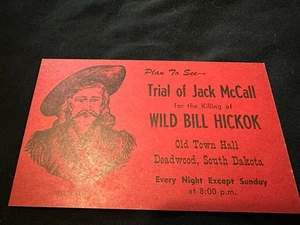 Plan To See--
Trial of Jack McCall
for the Killing of
WILD BILL HICKOK
Old Town Hall
Deadwood, South Dakota
Every Night Except Sunday
at 8:00 p.m.